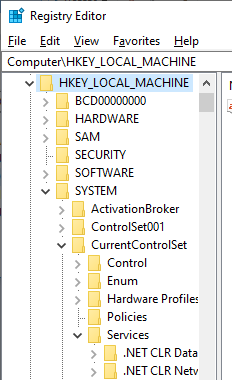 Registry Editor
File Edit View Favorites Help
Computer\HKEY_LOCAL_MACHINE
HKEY_LOCAL_MACHINE
BCD00000000
HARDWARE
SAM
SECURITY
SOFTWARE
SYSTEM
ActivationBroker
ControlSet001
CurrentControlSet
Control
Enum
Hardware Profiles
Policies
Services
.NET CLR Data
.NET CLR Netw